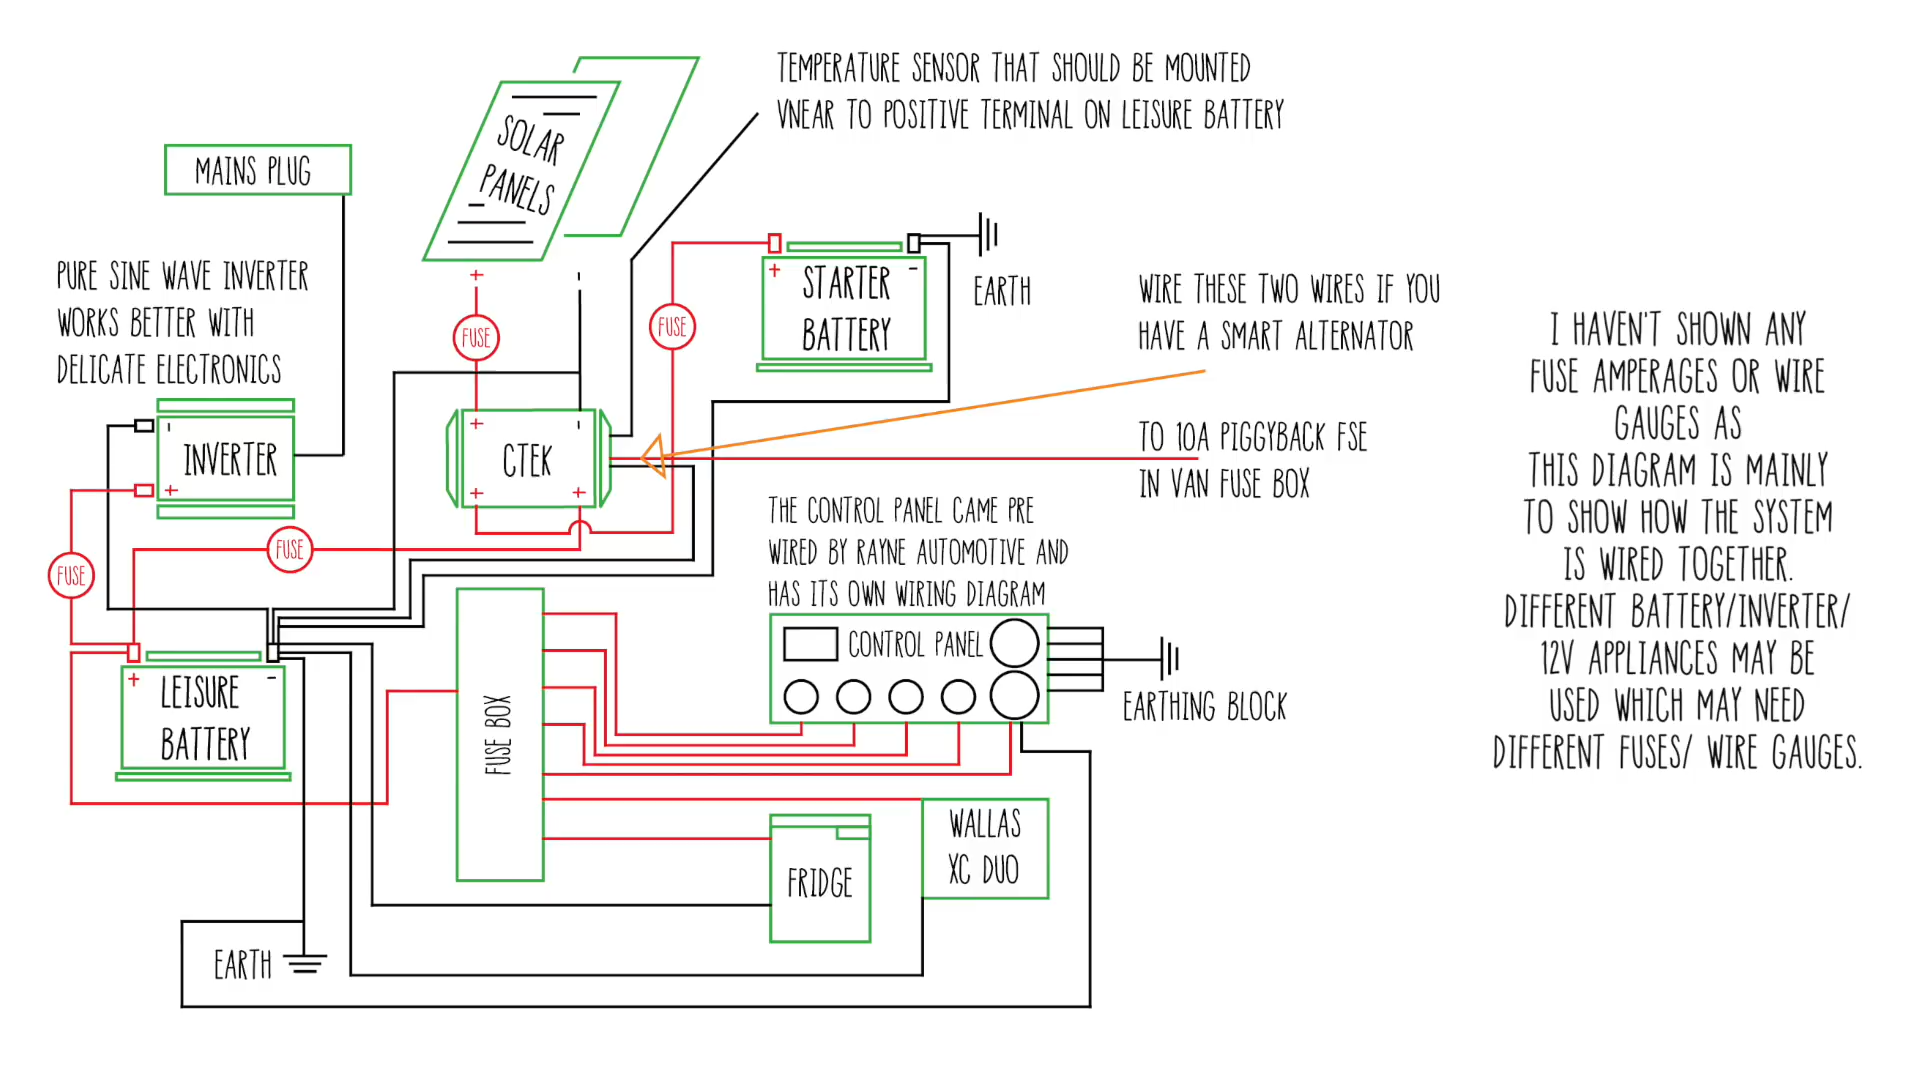 TEMPERATURE SENSOR THAT SHOULD BE MOUNTED
VNEAR TO POSITIVE TERMINAL ON LEISURE BATTERY
SOLAR
PANELS
MAINS PLUG
PURE SINE WAVE INVERTER
WORKS BETTER WITH
DELICATE ELECTRONICS
+
-
FUSE
FUSE
+
-
STARTER
BATTERY
EARTH
WIRE THESE TWO WIRES IF YOU
HAVE A SMART ALTERNATOR
I HAVEN'T SHOWN ANY
FUSE AMPERAGES OR WIRE
GAUGES AS
THIS DIAGRAM IS MAINLY
TO SHOW HOW THE SYSTEM
IS WIRED TOGETHER.
DIFFERENT BATTERY/INVERTER/
12V APPLIANCES MAY BE
USED WHICH MAY NEED
DIFFERENT FUSES/ WIRE GAUGES.
-
INVERTER
+
+
-
CTEK
+
+
TO 10A PIGGYBACK FSE
IN VAN FUSE BOX
FUSE
FUSE
THE CONTROL PANEL CAME PRE
WIRED BY RAYNE AUTOMOTIVE AND
HAS ITS OWN WIRING DIAGRAM
CONTROL PANEL
EARTHING BLOCK
+
-
LEISURE
BATTERY
FUSE BOX
WALLAS
XC DUO
FRIDGE
EARTH